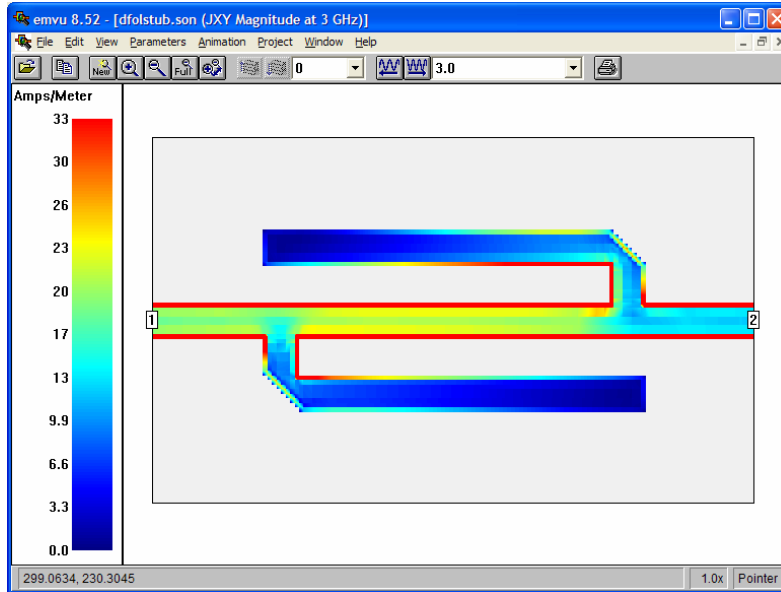 emvu 8.52 - [dfolstub.son (JXY Magnitude at 3 GHz)]
File Edit View Parameters Animation Project Window Help
New Full 0 3.0
Amps/Meter
33
30
26
23
20
17
13
9.9
6.6
3.3
0.0
1
2
299.0634, 230.3045 1.0x Pointer